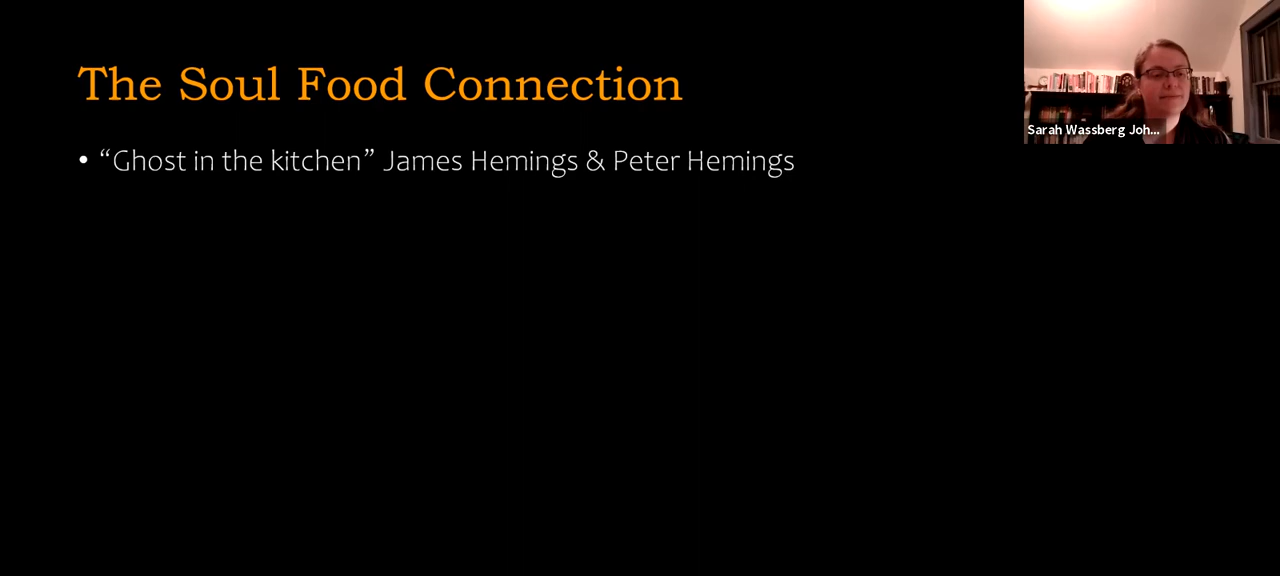 The Soul Food Connection
• “Ghost in the kitchen” James Hemings & Peter Hemings
Sarah Wassberg Joh...